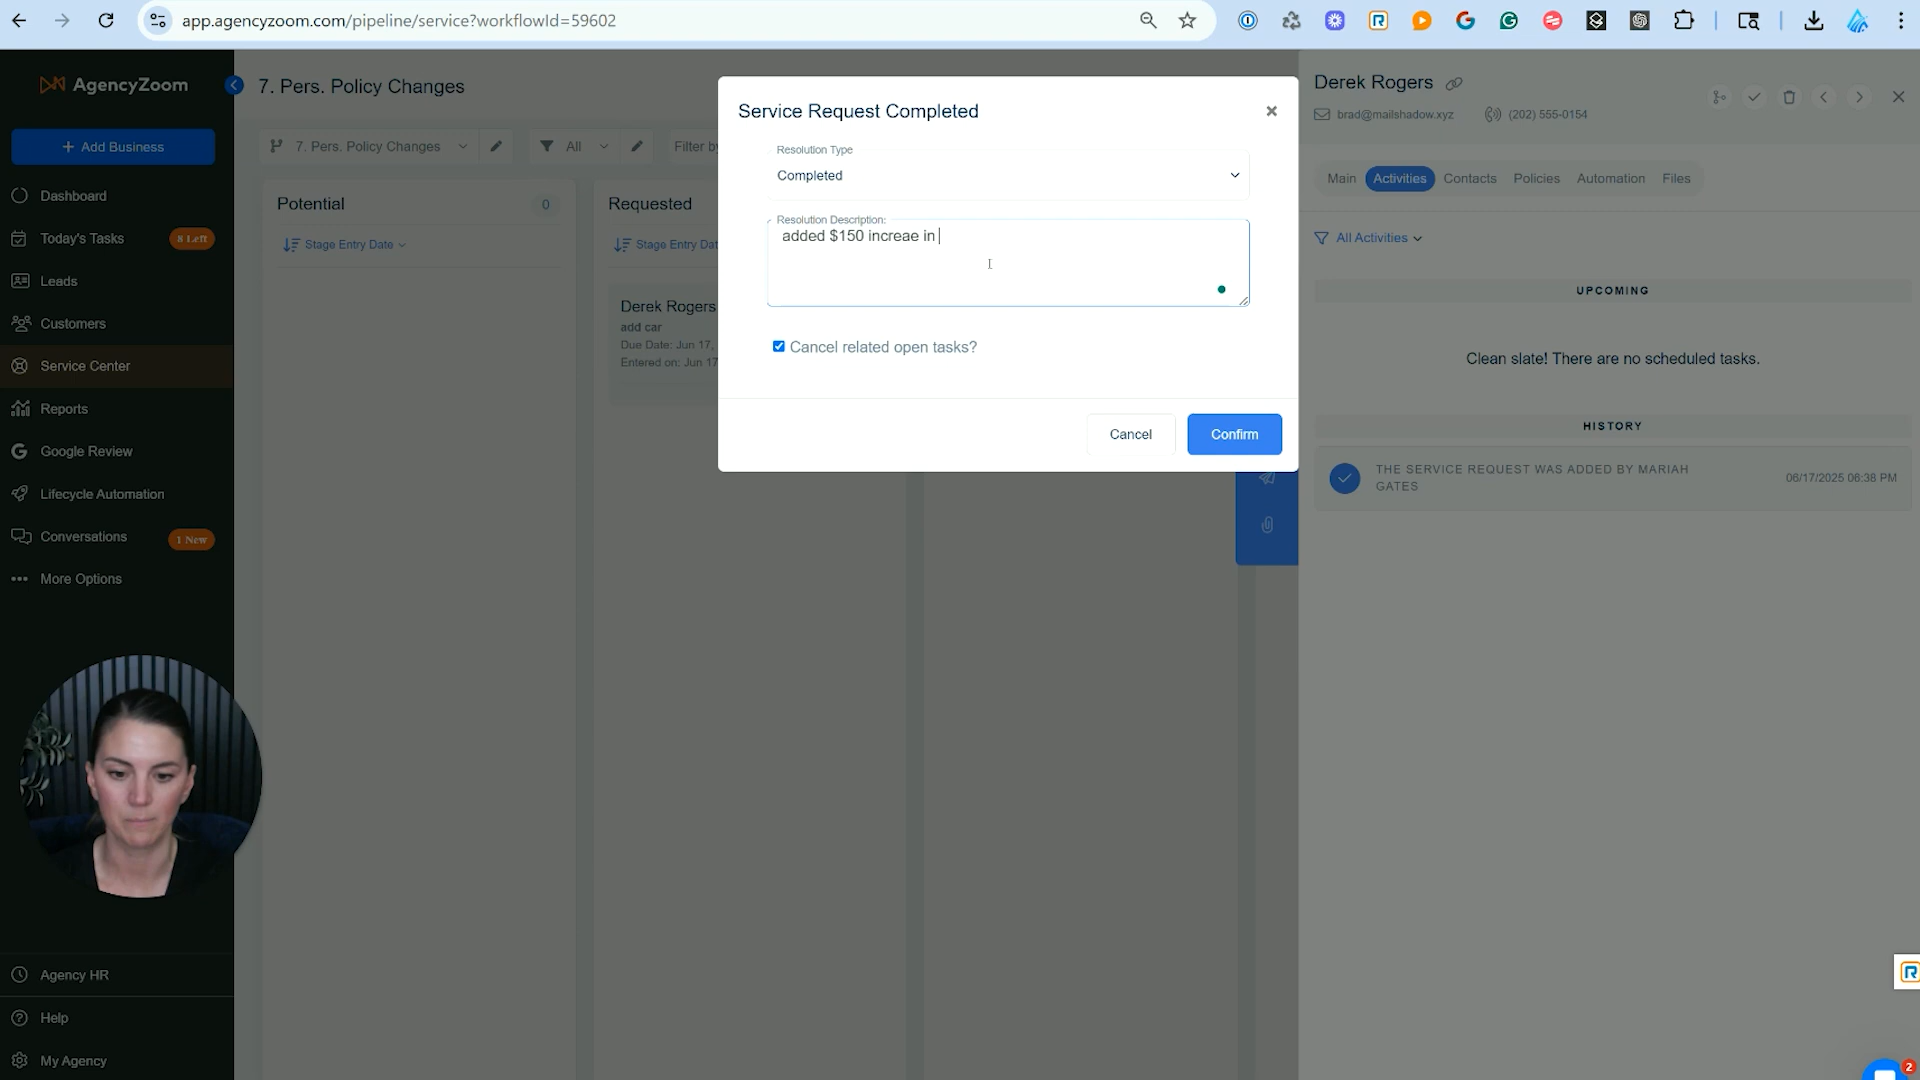 app.agencyzoom.com/pipeline/service?workflowId=59602
AgencyZoom
+ Add Business
Dashboard
Today's Tasks
8 Left
Leads
Customers
Service Center
Reports
Google Review
Lifecycle Automation
Conversations
1 New
More Options
Agency HR
Help
My Agency
7. Pers. Policy Changes
7. Pers. Policy Changes
All
Filter by
Potential
0
Stage Entry Date
Requested
Stage Entry Dat
Derek Rogers
add car
Due Date: Jun 17,
Entered on: Jun 17
Service Request Completed
×
Resolution Type
Completed
Resolution Description:
added $150 increae in
Cancel related open tasks?
Cancel
Confirm
Derek Rogers
brad@mailshadow.xyz
(202) 555-0154
Main
Activities
Contacts
Policies
Automation
Files
All Activities
UPCOMING
Clean slate! There are no scheduled tasks.
HISTORY
THE SERVICE REQUEST WAS ADDED BY MARIAH
GATES
06/17/2025 06:38 PM
R
2